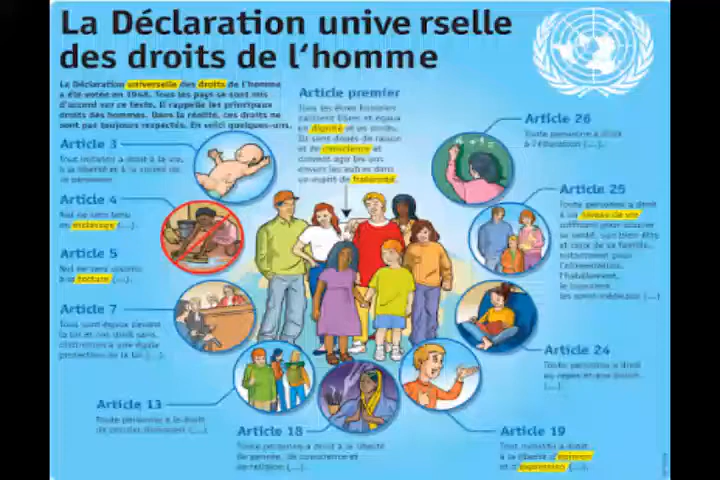 La Déclaration unive rselle
des droits de l'homme
La Déclaration universelle des droits de l'homme
a été votée en 1948. Tous les pays se sont mis
d'accord sur ce texte. Il rappelle les principaux
droits des hommes. Dans la réalité, ces droits ne
sont pas toujours respectés. En voici quelques-uns.
Article premier
Tous les êtres humains
naissent libres et égaux
en dignité et en droits.
Ils sont doués de raison
et de conscience et
doivent agir les uns
envers les autres dans
un esprit de fraternité.
Article 3
Tout individu a droit à la vie,
à la liberté et à la sûreté de
sa personne.
Article 4
Nul ne sera tenu
en esclavage (...).
Article 5
Nul ne sera soumis
à la torture (...).
Article 7
Tous sont égaux devant
la loi et ont droit sans
distinction à une égale
protection de la loi (...).
Article 13
Toute personne a le droit
de circuler librement (...).
Article 18
Toute personne a droit à la liberté
de pensée, de conscience et
de religion (...).
Article 19
Tout individu a droit
à la liberté d'opinion
et d'expression (...).
Article 24
Toute personne a droit
au repos et aux loisirs
(...).
Article 25
Toute personne a droit
à un niveau de vie
suffisant pour assurer
sa santé, son bien-être
et ceux de sa famille,
notamment pour
l'alimentation,
l'habillement,
le logement,
les soins médicaux (...)
Article 26
Toute personne a droit
à l'éducation (...).